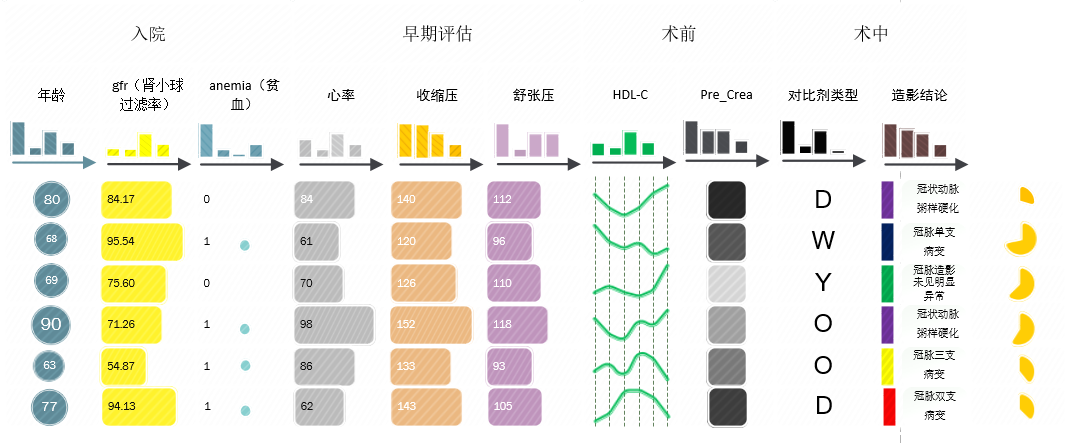 入院 早期评估 术前 术中
年龄 gfr（肾小球过滤率） anemia（贫血） 心率 收缩压 舒张压 HDL-C Pre_Crea 对比剂类型 造影结论
80 84.17 0 84 140 112 D 冠状动脉粥样硬化
68 95.54 1 61 120 96 W 冠脉单支病变
69 75.60 0 70 126 110 Y 冠脉造影未见明显异常
90 71.26 1 98 152 118 O 冠状动脉粥样硬化
63 54.87 1 86 133 93 O 冠脉三支病变
77 94.13 1 62 143 105 D 冠脉双支病变